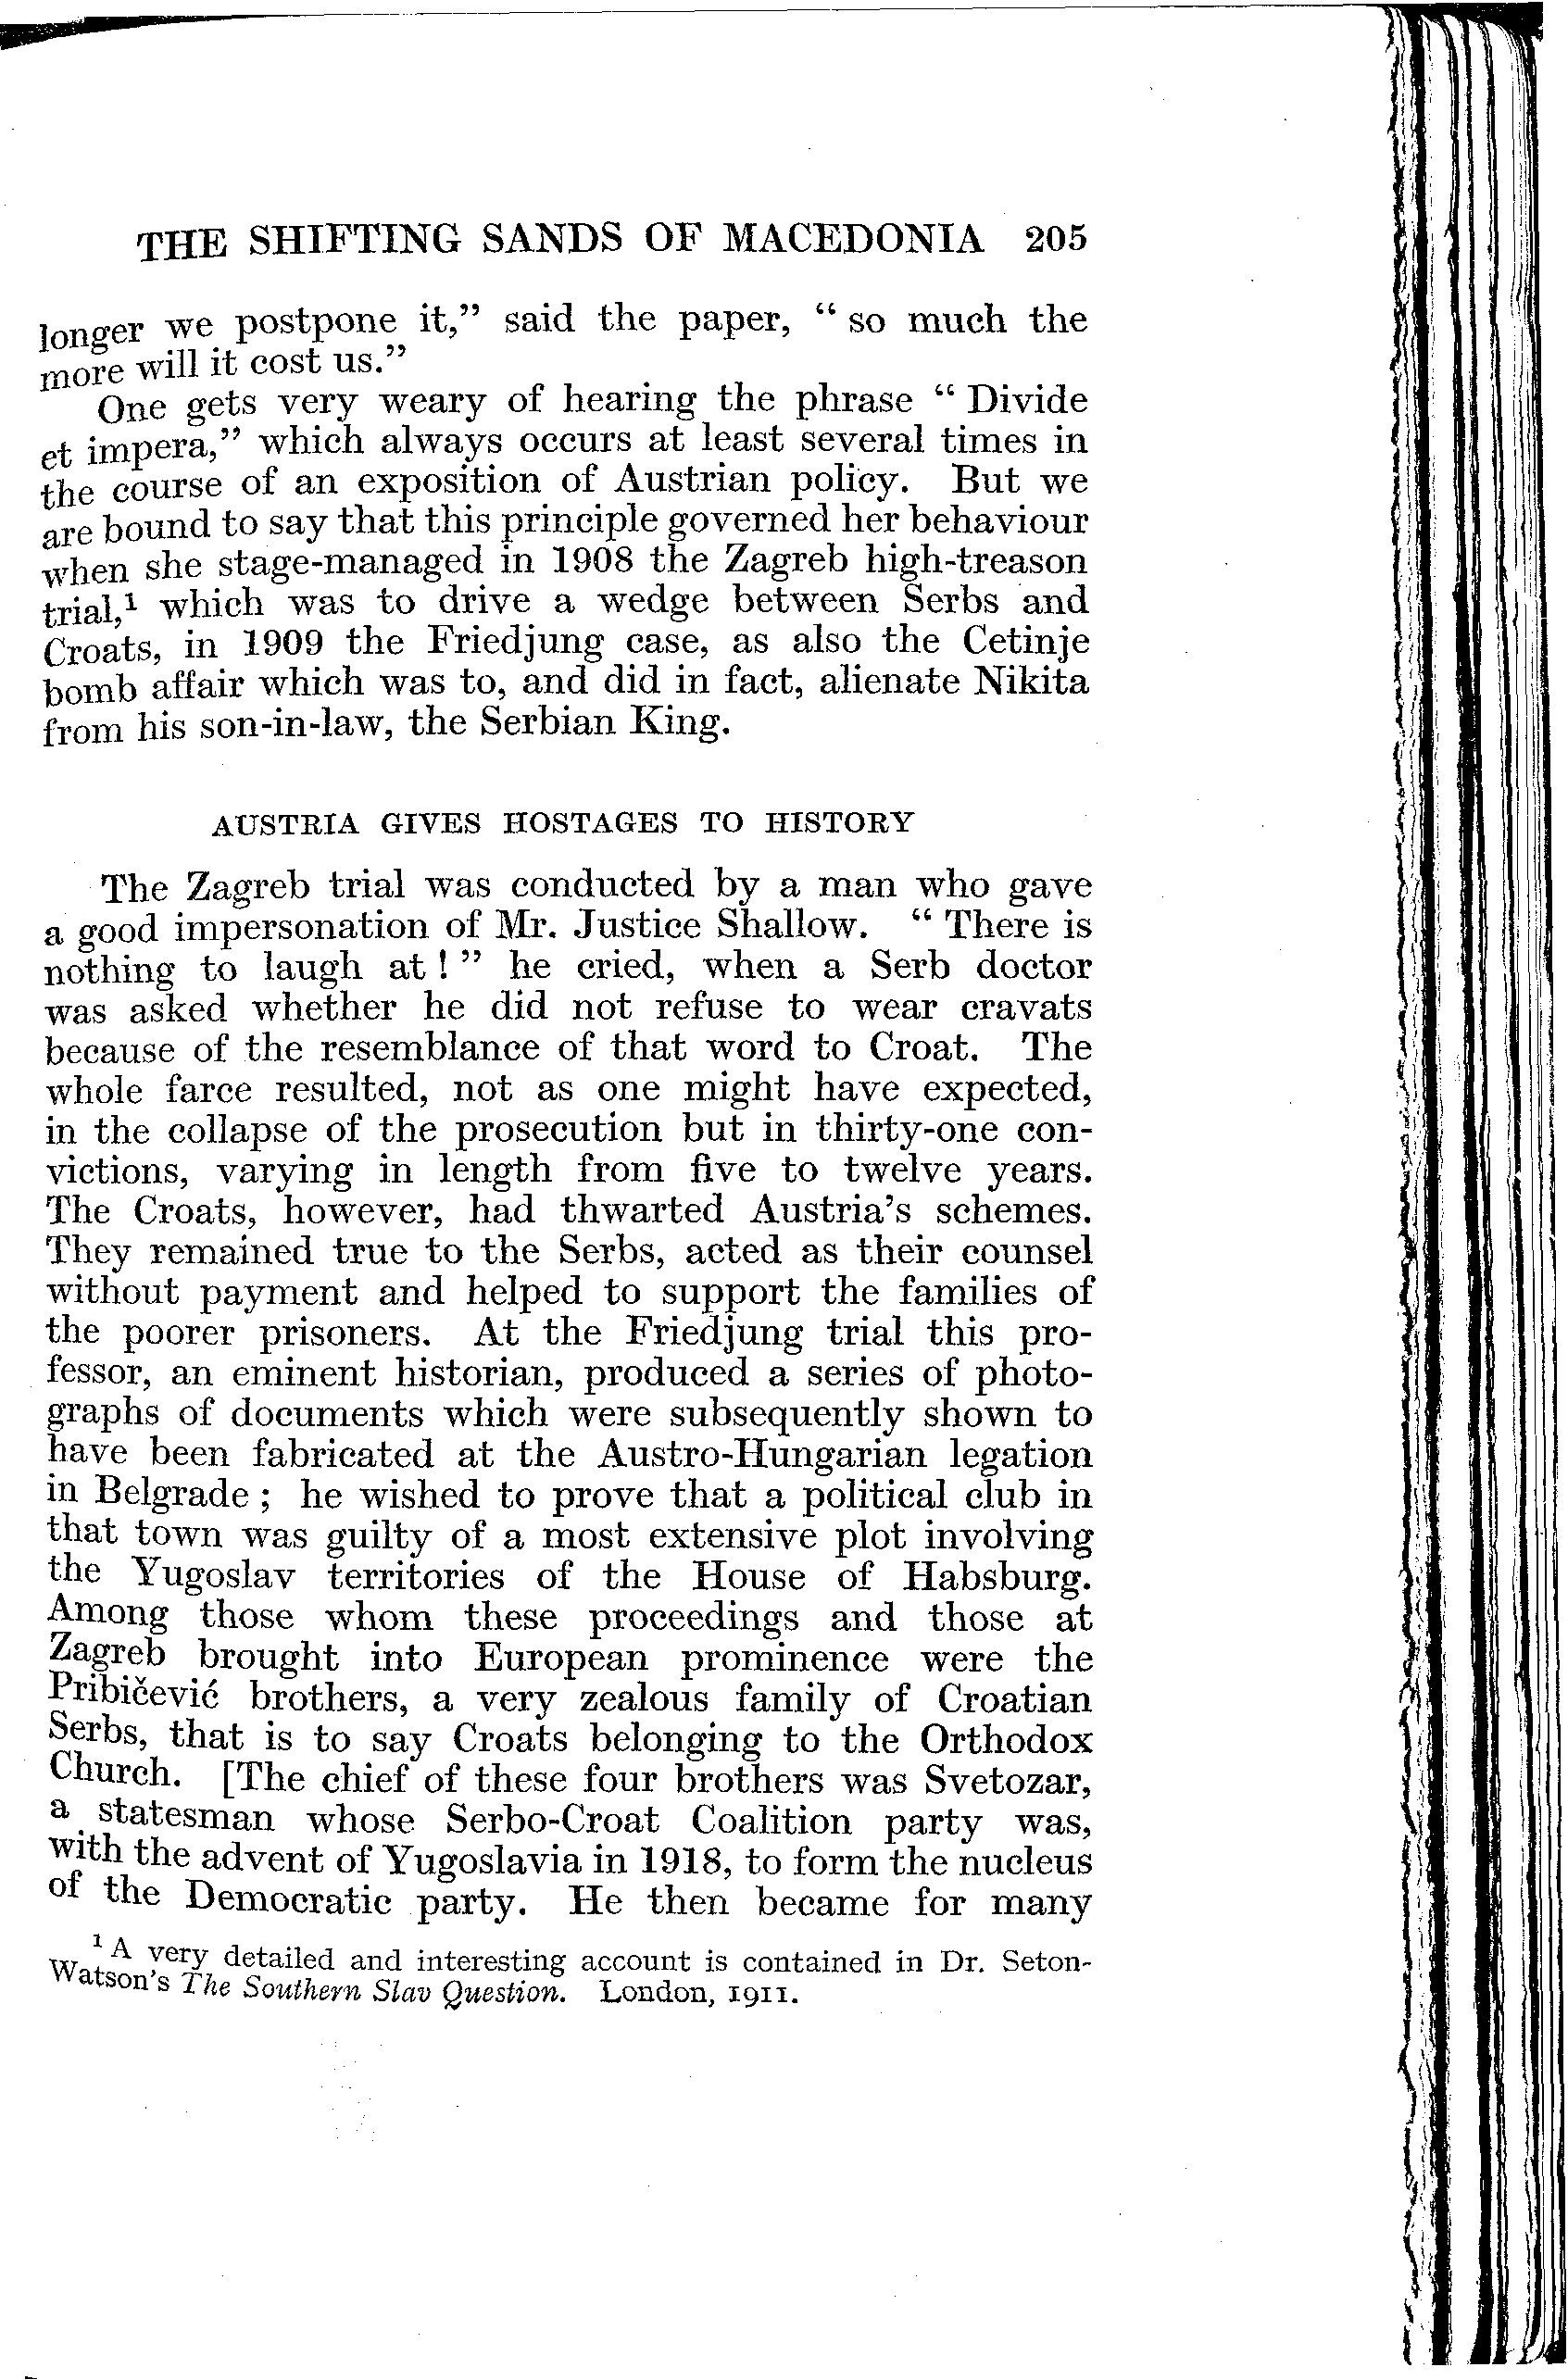 THE SHIFTING SANDS OF MACEDONIA 205
longer we postpone it,” said the paper, “ so much the
more will it cost us.”
One gets very weary of hearing the phrase “ Divide
et impera,” which always occurs at least several times in
the course of an exposition of Austrian policy. But we
are bound to say that this principle governed her behaviour
when she stage-managed in 1908 the Zagreb high-treason
trial,¹ which was to drive a wedge between Serbs and
Croats, in 1909 the Friedjung case, as also the Cetinje
bomb affair which was to, and did in fact, alienate Nikita
from his son-in-law, the Serbian King.
AUSTRIA GIVES HOSTAGES TO HISTORY
The Zagreb trial was conducted by a man who gave
a good impersonation of Mr. Justice Shallow. “ There is
nothing to laugh at ! ” he cried, when a Serb doctor
was asked whether he did not refuse to wear cravats
because of the resemblance of that word to Croat. The
whole farce resulted, not as one might have expected,
in the collapse of the prosecution but in thirty-one con-
victions, varying in length from five to twelve years.
The Croats, however, had thwarted Austria’s schemes.
They remained true to the Serbs, acted as their counsel
without payment and helped to support the families of
the poorer prisoners. At the Friedjung trial this pro-
fessor, an eminent historian, produced a series of photo-
graphs of documents which were subsequently shown to
have been fabricated at the Austro-Hungarian legation
in Belgrade ; he wished to prove that a political club in
that town was guilty of a most extensive plot involving
the Yugoslav territories of the House of Habsburg.
Among those whom these proceedings and those at
Zagreb brought into European prominence were the
Pribičević brothers, a very zealous family of Croatian
Serbs, that is to say Croats belonging to the Orthodox
Church. [The chief of these four brothers was Svetozar,
a statesman whose Serbo-Croat Coalition party was,
with the advent of Yugoslavia in 1918, to form the nucleus
of the Democratic party. He then became for many
¹ A very detailed and interesting account is contained in Dr. Seton-
Watson’s The Southern Slav Question. London, 1911.